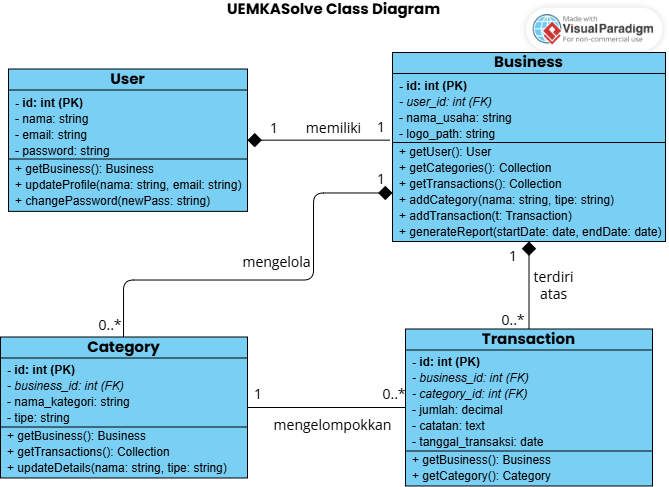 UEMKASolve Class Diagram
Made with
Visual Paradigm
For non-commercial use
User
- id: int (PK)
- nama: string
- email: string
- password: string
+ getBusiness(): Business
+ updateProfile(nama: string, email: string)
+ changePassword(newPass: string)
1
memiliki
1
Business
- id: int (PK)
- user_id: int (FK)
- nama_usaha: string
- logo_path: string
+ getUser(): User
+ getCategories(): Collection
+ getTransactions(): Collection
+ addCategory(nama: string, tipe: string)
+ addTransaction(t: Transaction)
+ generateReport(startDate: date, endDate: date)
1
mengelola
0..*
1
terdiri
atas
0..*
Category
- id: int (PK)
- business_id: int (FK)
- nama_kategori: string
- tipe: string
+ getBusiness(): Business
+ getTransactions(): Collection
+ updateDetails(nama: string, tipe: string)
1
mengelompokkan
0..*
Transaction
- id: int (PK)
- business_id: int (FK)
- category_id: int (FK)
- jumlah: decimal
- catatan: text
- tanggal_transaksi: date
+ getBusiness(): Business
+ getCategory(): Category